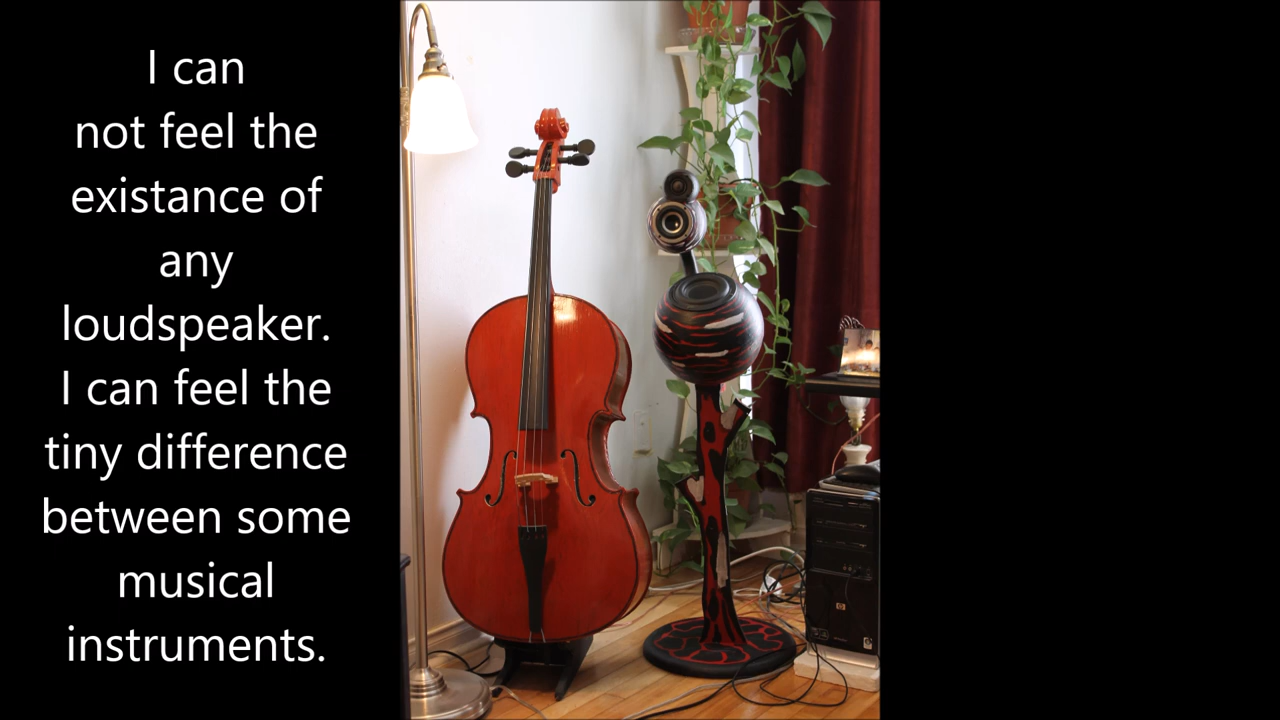 I can
not feel the
existance of
any
loudspeaker.
I can feel the
tiny difference
between some
musical
instruments.